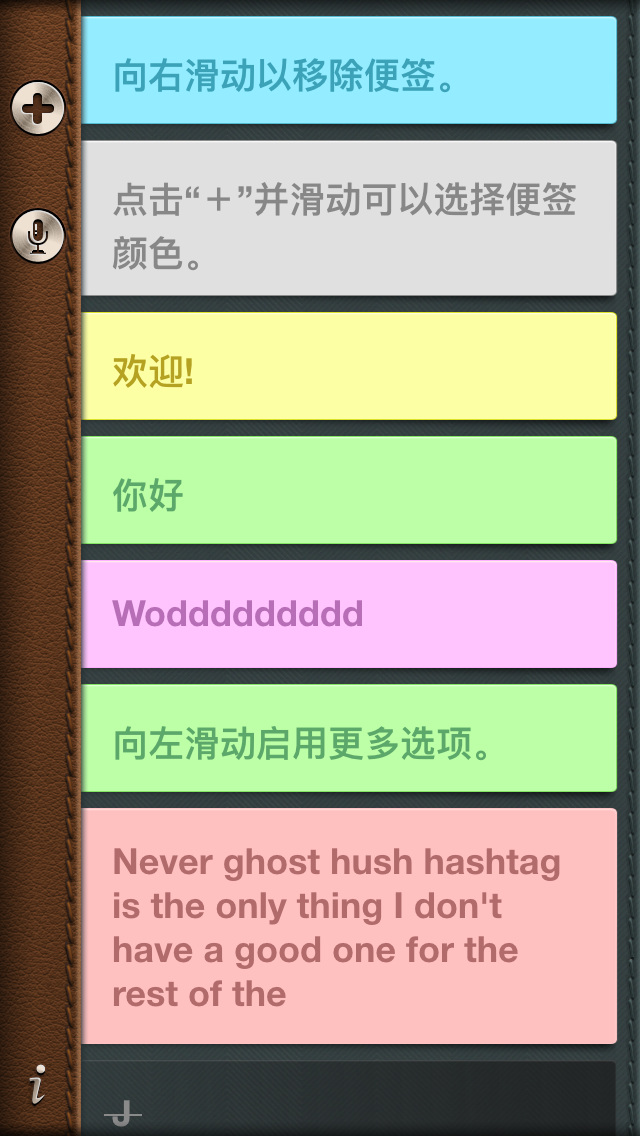 向右滑动以移除便签。
点击“＋”并滑动可以选择便签
颜色。
欢迎!
你好
Woddddddddd
向左滑动启用更多选项。
Never ghost hush hashtag
is the only thing I don't
have a good one for the
rest of the
J